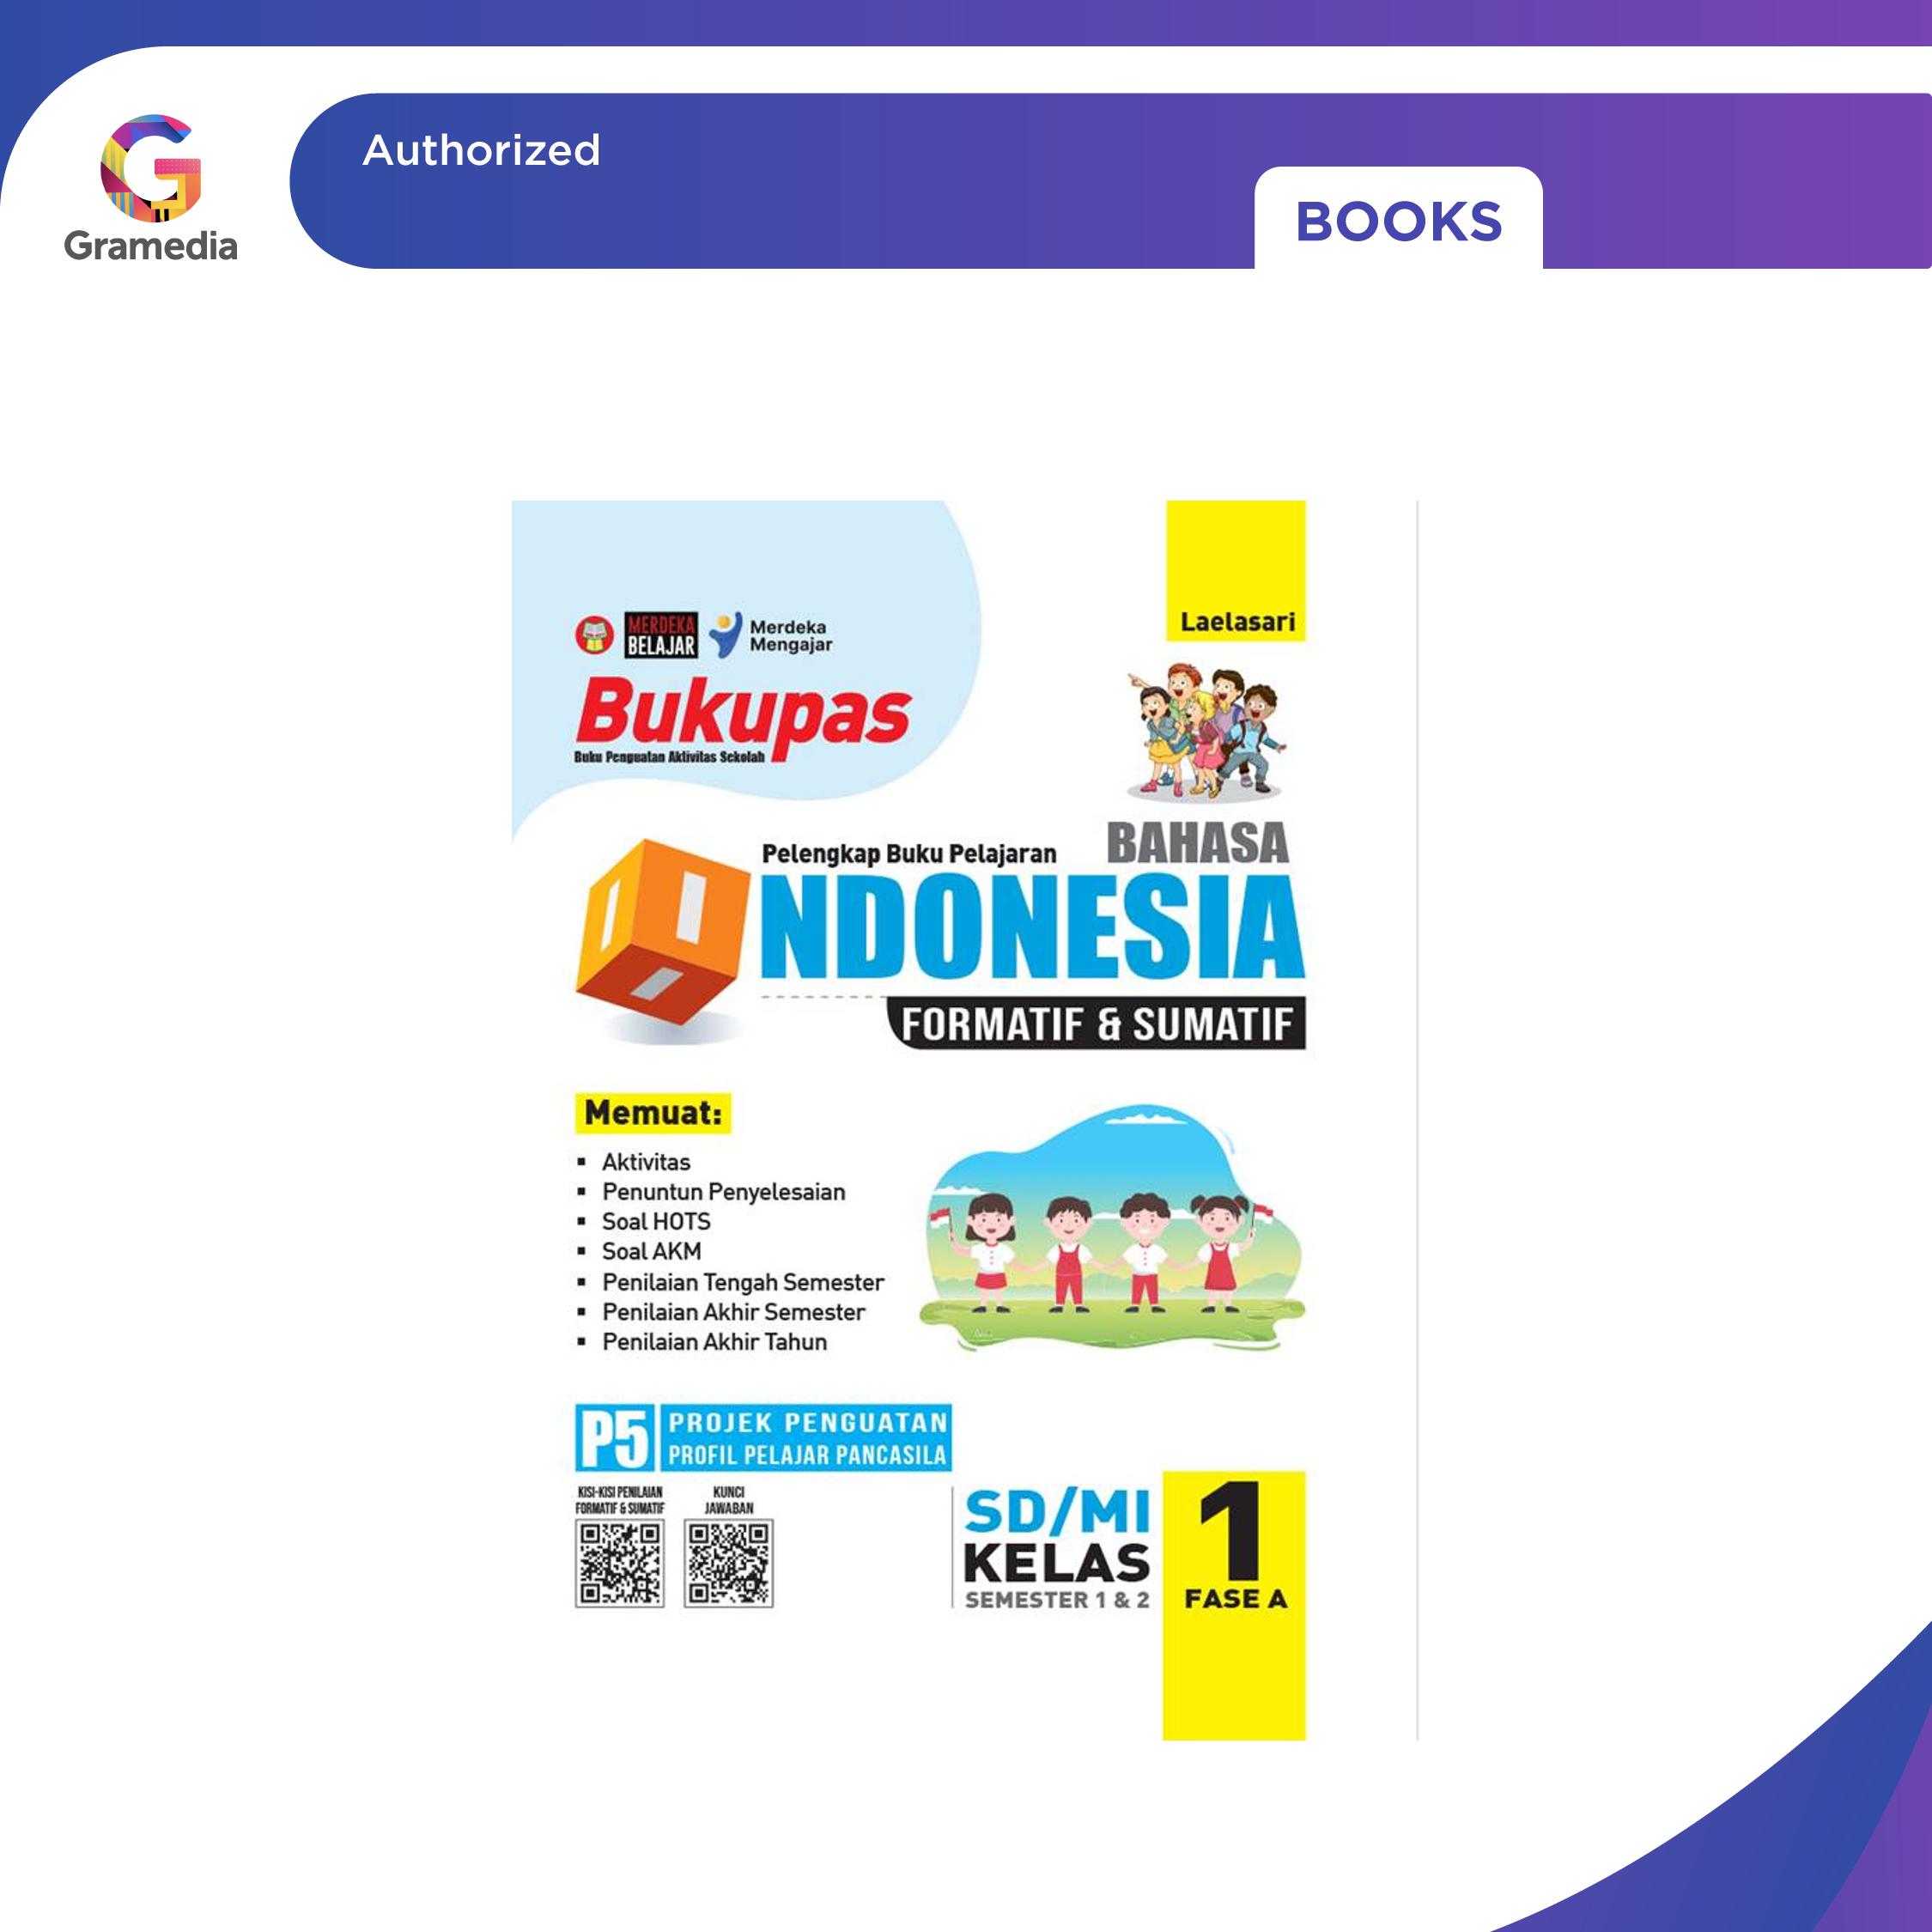 Gramedia
Authorized
BOOKS
Laelasari
MERDEKA
BELAJAR
Merdeka
Mengajar
Bukupas
Buku Penguatan Aktivitas Sekolah
Pelengkap Buku Pelajaran
BAHASA
INDONESIA
FORMATIF & SUMATIF
Memuat:
▪ Aktivitas
▪ Penuntun Penyelesaian
▪ Soal HOTS
▪ Soal AKM
▪ Penilaian Tengah Semester
▪ Penilaian Akhir Semester
▪ Penilaian Akhir Tahun
P5
PROJEK PENGUATAN
PROFIL PELAJAR PANCASILA
KISI-KISI PENILAIAN
FORMATIF & SUMATIF
KUNCI
JAWABAN
SD/MI
KELAS
SEMESTER 1 & 2
1
FASE A